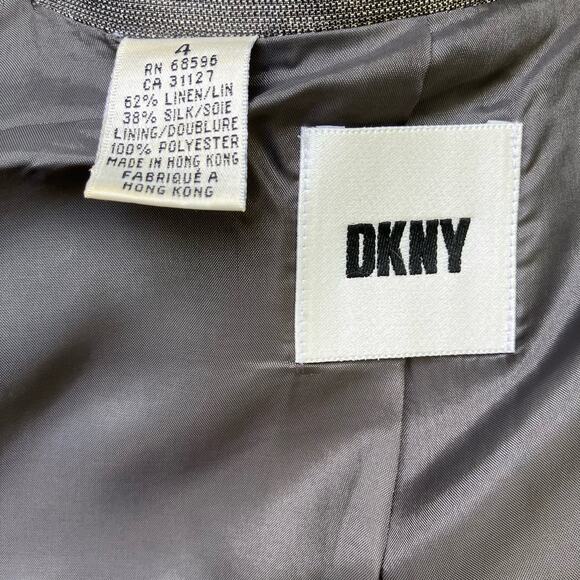 4
RN 68596
CA 31127
62% LINEN/LIN
38% SILK/SOIE
LINING/DOUBLURE
100% POLYESTER
MADE IN HONG KONG
FABRIQUÉ A
HONG KONG
DKNY